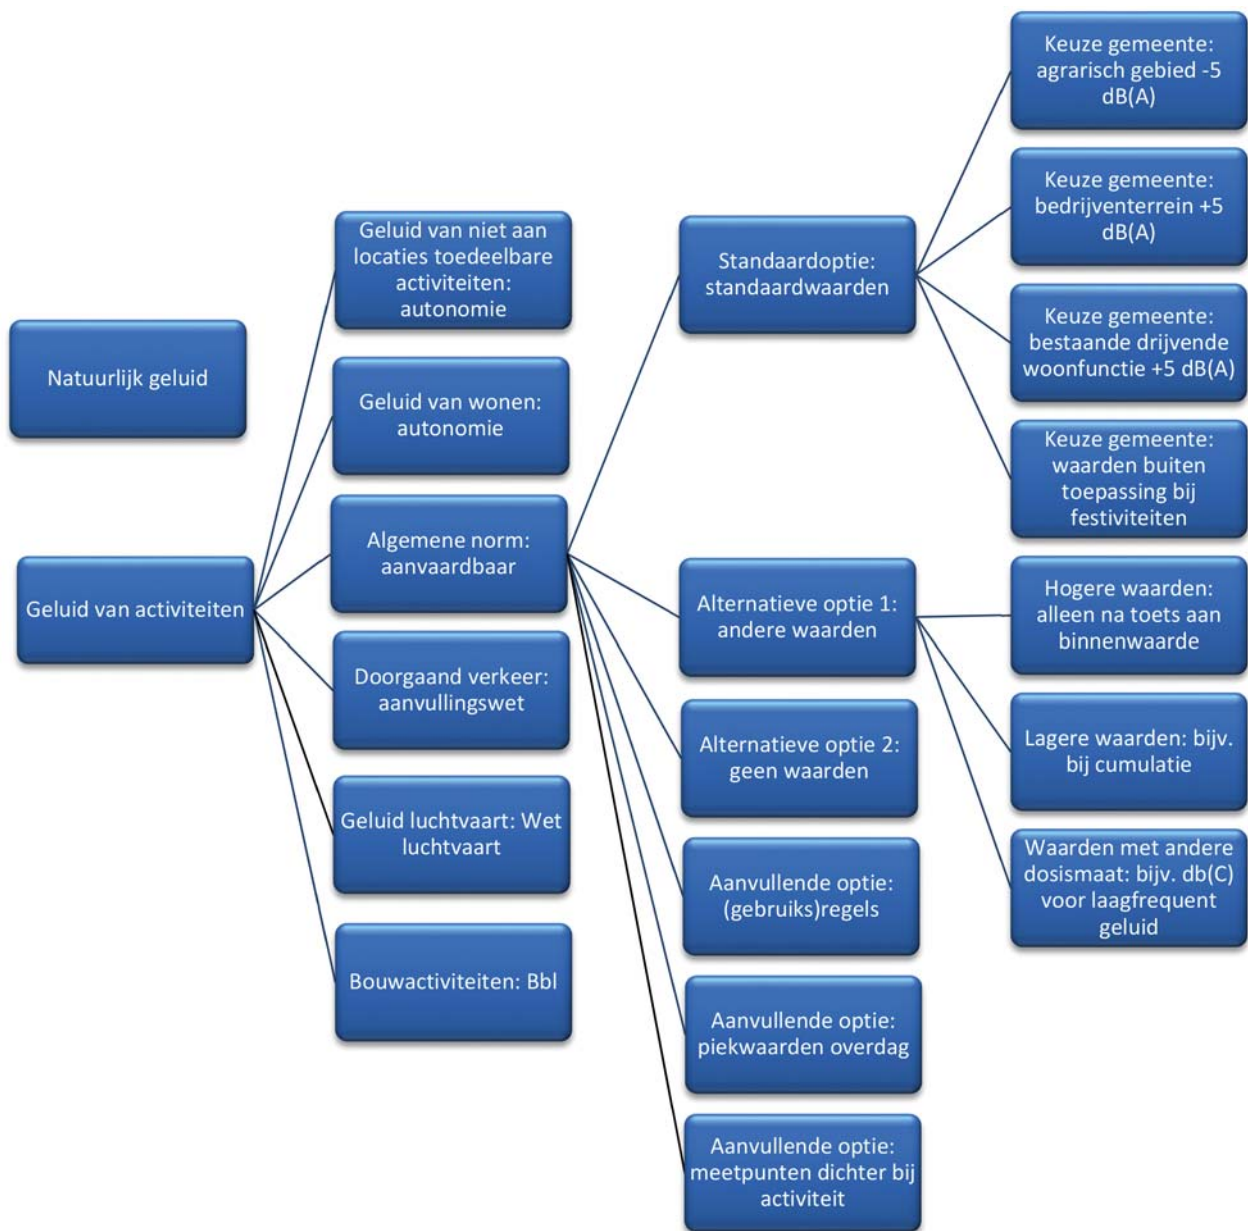 Natuurlijk geluid
Geluid van activiteiten
Geluid van niet aan
locaties toedeelbare
activiteiten:
autonomie
Geluid van wonen:
autonomie
Algemene norm:
aanvaardbaar
Doorgaand verkeer:
aanvullingswet
Geluid luchtvaart: Wet
luchtvaart
Bouwactiviteiten: Bbl
Standaardoptie:
standaardwaarden
Alternatieve optie 1:
andere waarden
Alternatieve optie 2:
geen waarden
Aanvullende optie:
(gebruiks)regels
Aanvullende optie:
piekwaarden overdag
Aanvullende optie:
meetpunten dichter bij
activiteit
Keuze gemeente:
agrarisch gebied -5
dB(A)
Keuze gemeente:
bedrijventerrein +5
dB(A)
Keuze gemeente:
bestaande drijvende
woonfunctie +5 dB(A)
Keuze gemeente:
waarden buiten
toepassing bij
festiviteiten
Hogere waarden:
alleen na toets aan
binnenwaarde
Lagere waarden: bijv.
bij cumulatie
Waarden met andere
dosismaat: bijv. db(C)
voor laagfrequent
geluid